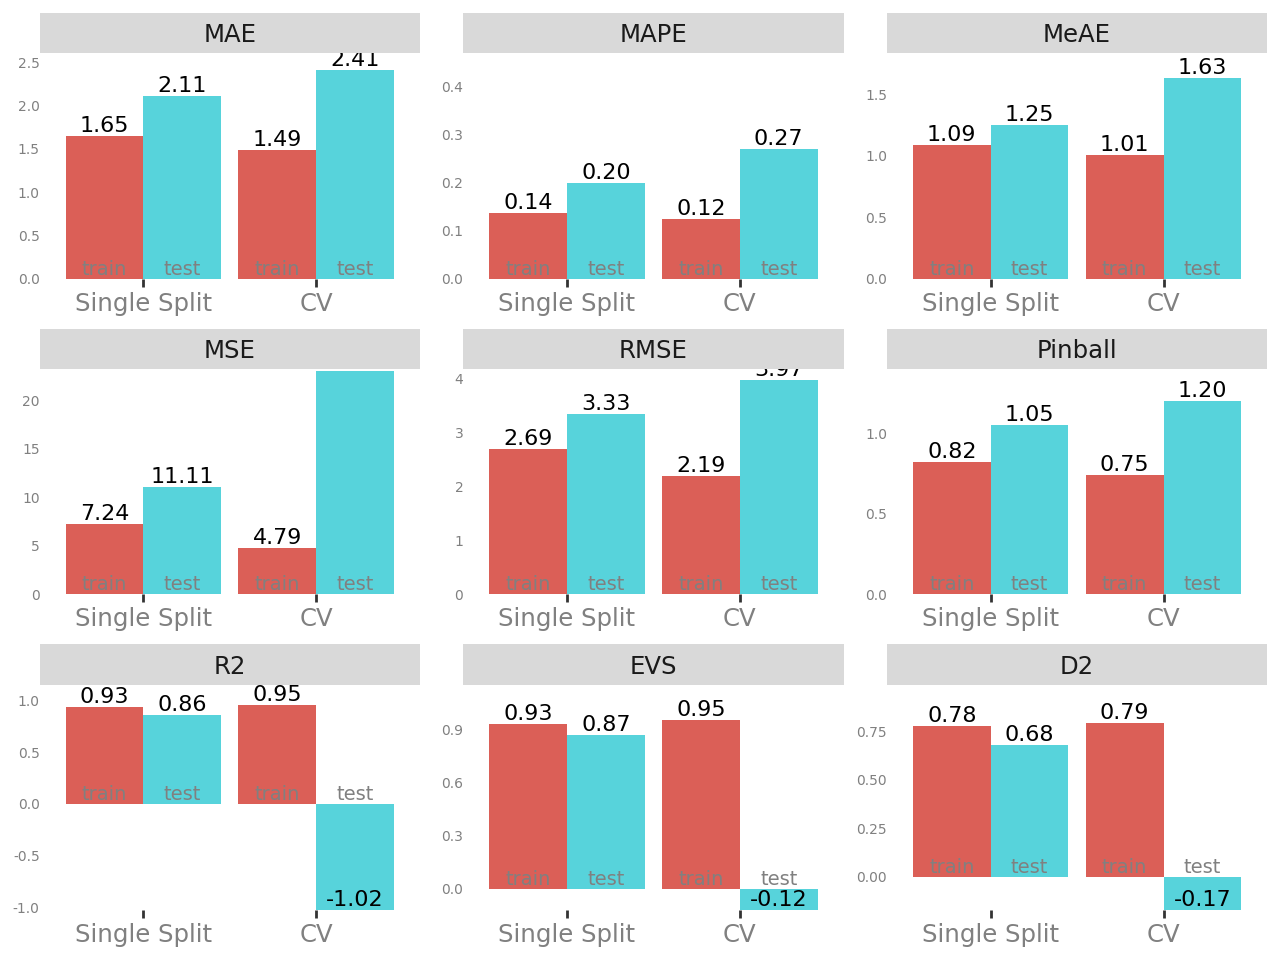 MAE
MAPE
MeAE
2.5
2.0
1.5
1.0
0.5
0.0
1.65
2.11
1.49
2.41
train
test
train
test
Single Split
CV
0.4
0.3
0.2
0.1
0.0
0.14
0.20
0.12
0.27
train
test
train
test
Single Split
CV
1.5
1.0
0.5
0.0
1.09
1.25
1.01
1.63
train
test
train
test
Single Split
CV
MSE
RMSE
Pinball
20
15
10
5
0
7.24
11.11
4.79
train
test
train
test
Single Split
CV
4
3
2
1
0
2.69
3.33
2.19
3.97
train
test
train
test
Single Split
CV
1.0
0.5
0.0
0.82
1.05
0.75
1.20
train
test
train
test
Single Split
CV
R2
EVS
D2
1.0
0.5
0.0
-0.5
-1.0
0.93
0.86
0.95
-1.02
train
test
train
test
Single Split
CV
0.9
0.6
0.3
0.0
0.93
0.87
0.95
-0.12
train
test
train
test
Single Split
CV
0.75
0.50
0.25
0.00
0.78
0.68
0.79
-0.17
train
test
train
test
Single Split
CV